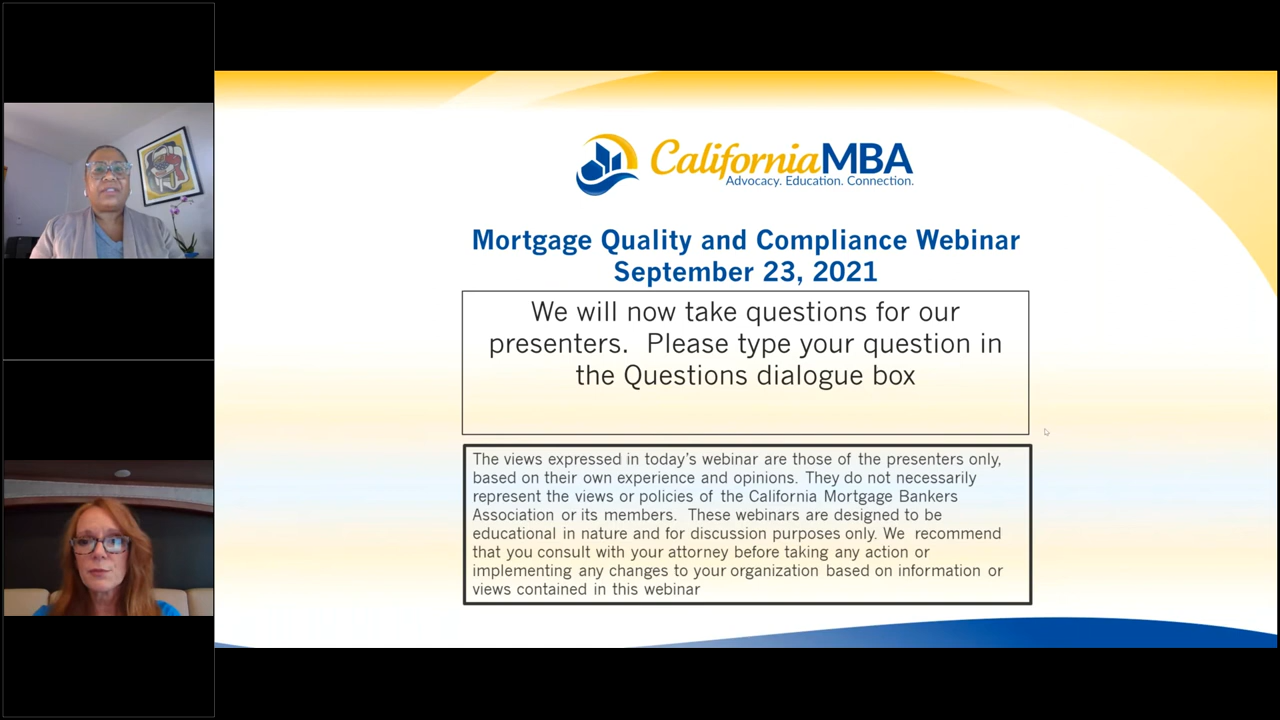 CaliforniaMBA
Advocacy. Education. Connection.
Mortgage Quality and Compliance Webinar
September 23, 2021
We will now take questions for our
presenters.  Please type your question in
the Questions dialogue box
The views expressed in today's webinar are those of the presenters only,
based on their own experience and opinions. They do not necessarily
represent the views or policies of the California Mortgage Bankers
Association or its members.  These webinars are designed to be
educational in nature and for discussion purposes only. We  recommend
that you consult with your attorney before taking any action or
implementing any changes to your organization based on information or
views contained in this webinar